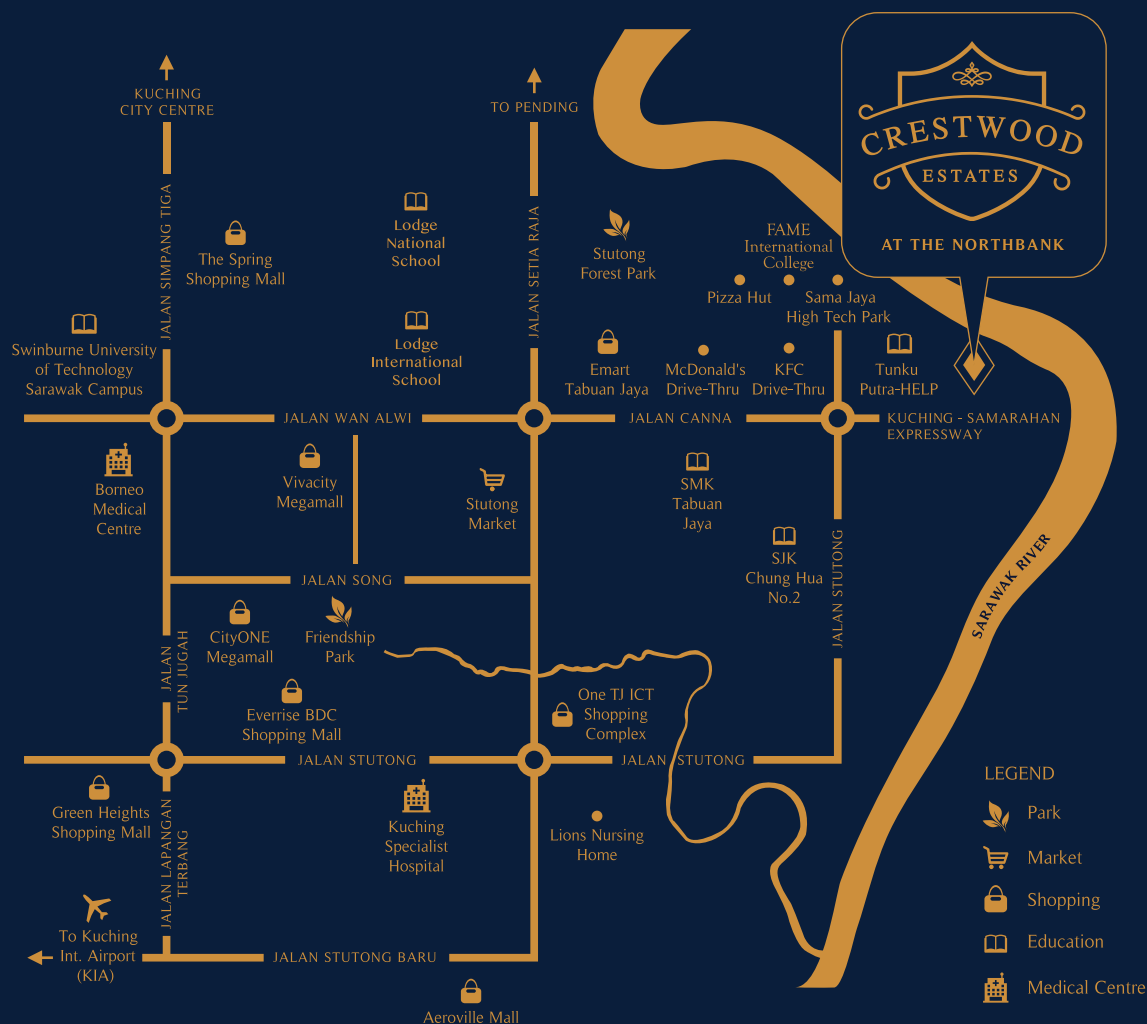 KUCHING
CITY CENTRE
TO PENDING
CRESTWOOD
ESTATES
AT THE NORTHBANK
JALAN SIMPANG TIGA
The Spring
Shopping Mall
Lodge
National
School
JALAN SETIA RAJA
Stutong
Forest Park
FAME
International
College
Pizza Hut
Sama Jaya
High Tech Park
Swinburne University
of Technology
Sarawak Campus
Lodge
International
School
Emart
Tabuan Jaya
McDonald's
Drive-Thru
KFC
Drive-Thru
Tunku
Putra-HELP
JALAN WAN ALWI
JALAN CANNA
KUCHING - SAMARAHAN
EXPRESSWAY
Borneo
Medical
Centre
Vivacity
Megamall
Stutong
Market
SMK
Tabuan
Jaya
SJK
Chung Hua
No.2
JALAN STUTONG
SARAWAK RIVER
JALAN SONG
JALAN
TUN JUGAH
CityONE
Megamall
Friendship
Park
Everrise BDC
Shopping Mall
One TJ ICT
Shopping
Complex
JALAN STUTONG
JALAN STUTONG
Green Heights
Shopping Mall
JALAN LAPANGAN
TERBANG
Kuching
Specialist
Hospital
Lions Nursing
Home
To Kuching
Int. Airport
(KIA)
JALAN STUTONG BARU
Aeroville Mall
LEGEND
Park
Market
Shopping
Education
Medical Centre